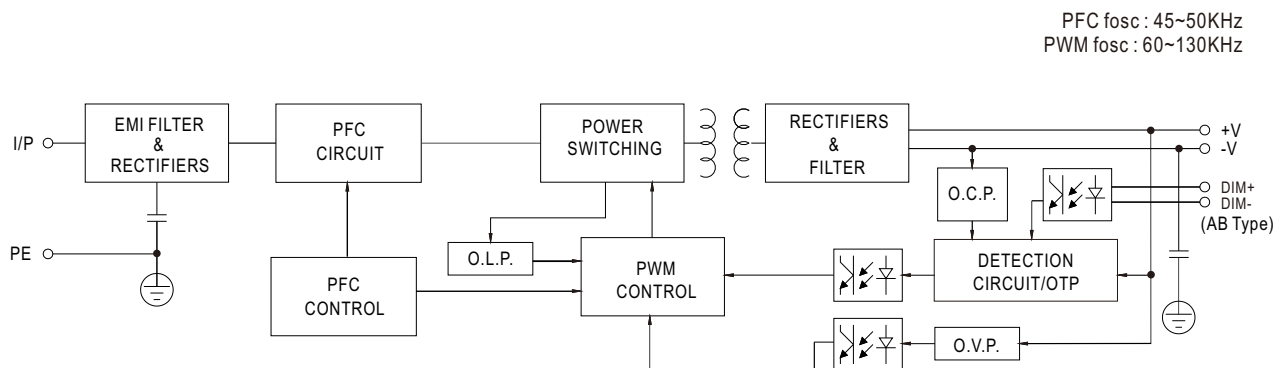 PFC fosc : 45~50KHz
PWM fosc : 60~130KHz
I/P
EMI FILTER
&
RECTIFIERS
PFC
CIRCUIT
POWER
SWITCHING
RECTIFIERS
&
FILTER
+V
-V
O.C.P.
DIM+
DIM-
(AB Type)
PE
O.L.P.
PFC
CONTROL
PWM
CONTROL
DETECTION
CIRCUIT/OTP
O.V.P.